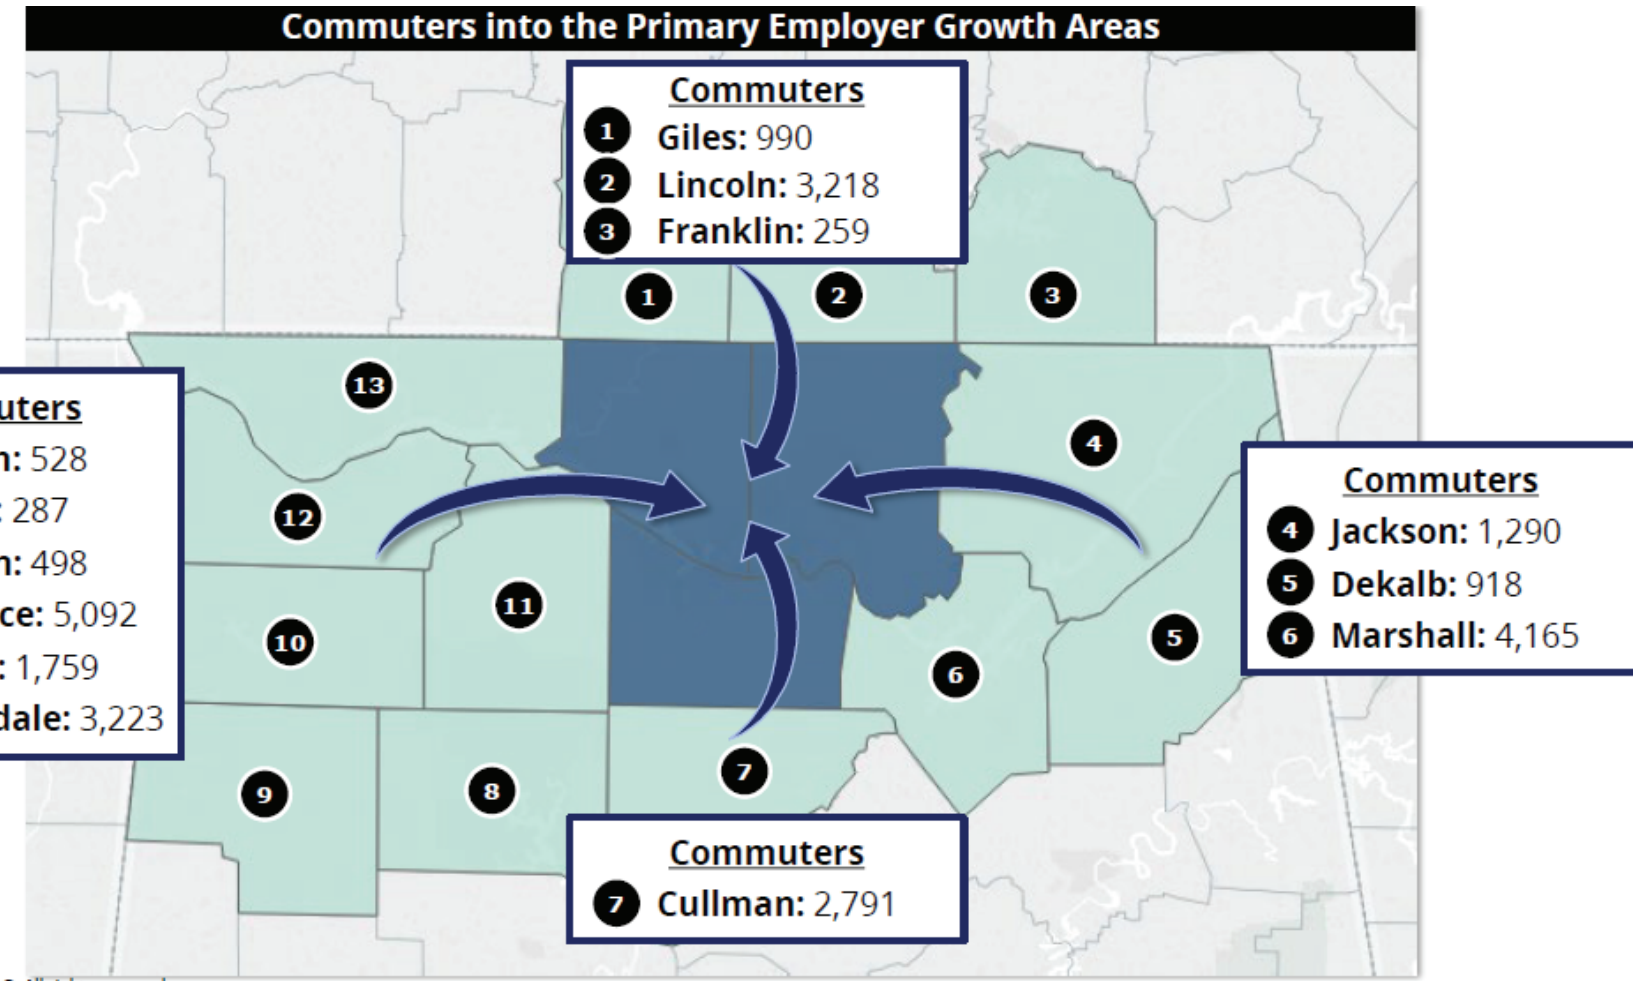 Commuters into the Primary Employer Growth Areas
Commuters
1 Giles: 990
2 Lincoln: 3,218
3 Franklin: 259
1
2
3
13
4
12
11
10
5
6
9
8
7
uters
n: 528
: 287
n: 498
ce: 5,092
: 1,759
dale: 3,223
Commuters
4 Jackson: 1,290
5 Dekalb: 918
6 Marshall: 4,165
Commuters
7 Cullman: 2,791